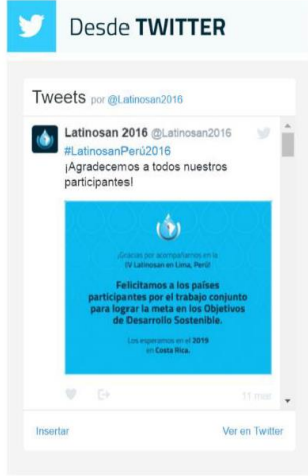 Desde TWITTER
Tweets por @Latinosan2016
Latinosan 2016 @Latinosan2016
#LatinosanPerú2016
¡Agradecemos a todos nuestros
participantes!
¡Gracias por acompañarnos en la
IV Latinosan en Lima, Perú!
Felicitamos a los países
participantes por el trabajo conjunto
para lograr la meta en los Objetivos
de Desarrollo Sostenible.
Los esperamos en el 2019
en Costa Rica.
Insertar
Ver en Twitter